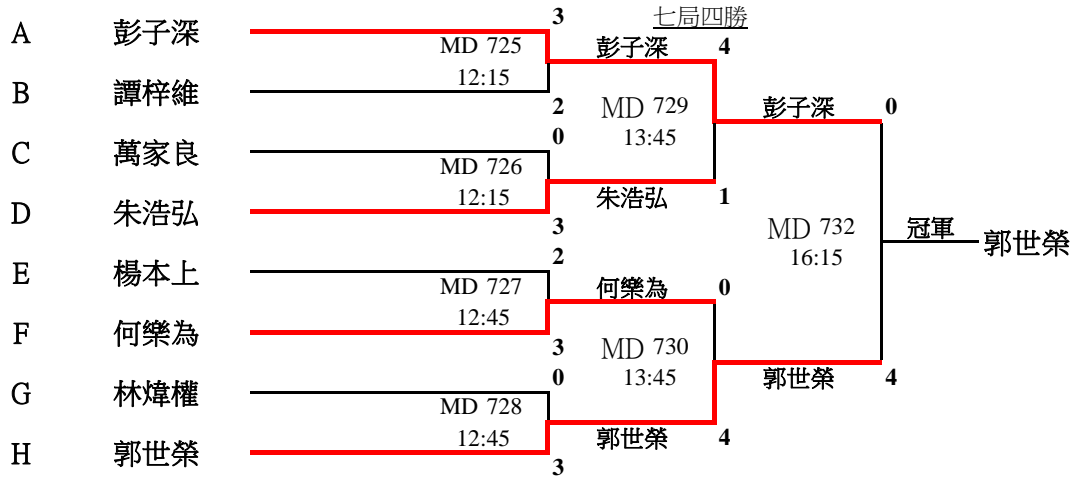 3 七局四勝
A 彭子深 MD 725 彭子深 4
12:15
B 譚梓維 2 MD 729 彭子深 0
C 萬家良 0 13:45
MD 726
12:15 朱浩弘 1
D 朱浩弘 3 MD 732 冠軍 郭世榮
16:15
E 楊本上 2
MD 727 何樂為 0
12:45
F 何樂為 3 MD 730
G 林煒權 0 13:45 郭世榮 4
MD 728
12:45 郭世榮 4
H 郭世榮 3